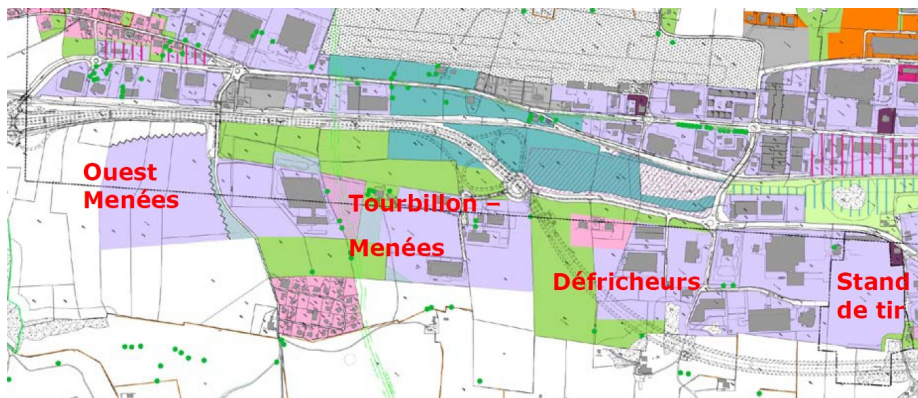 Ouest
Menées
Tourbillon –
Menées
Défricheurs
Stand
de tir